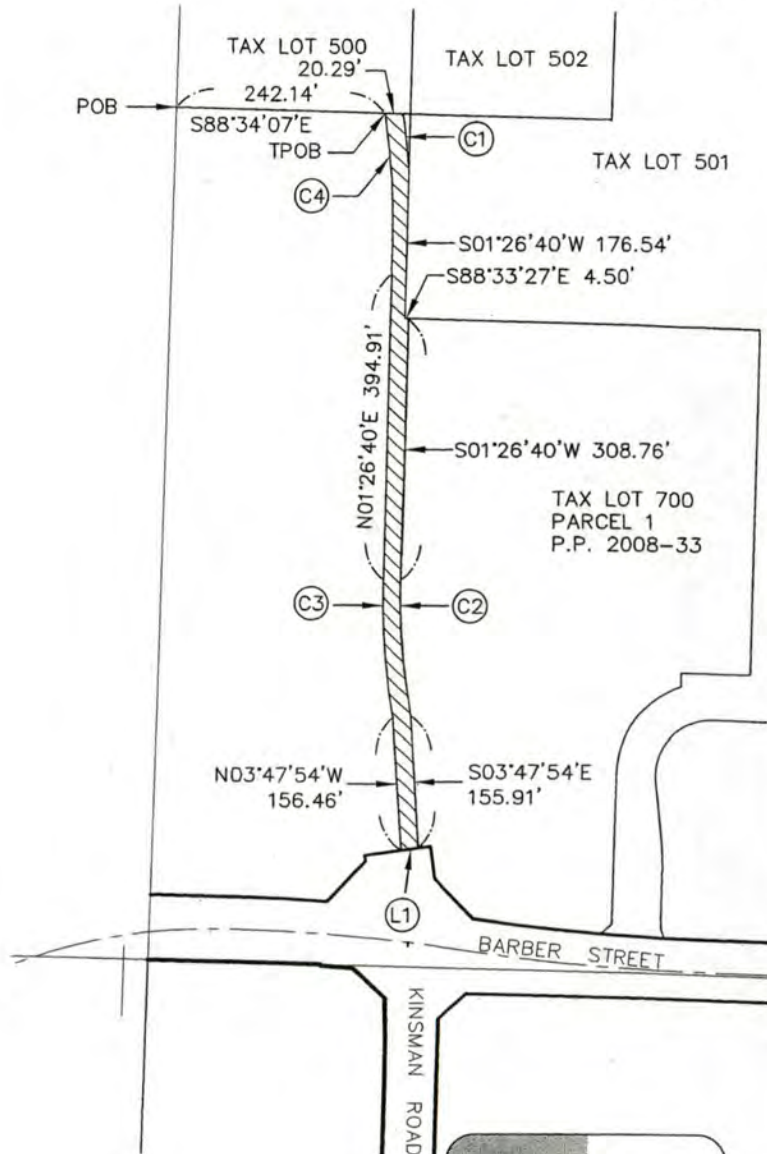 TAX LOT 500
20.29'
TAX LOT 502
242.14'
POB
S88°34'07"E
TPOB
C1
TAX LOT 501
C4
S01°26'40"W 176.54'
S88°33'27"E 4.50'
N01°26'40"E 394.91'
S01°26'40"W 308.76'
TAX LOT 700
PARCEL 1
P.P. 2008-33
C3
C2
N03°47'54"W
156.46'
S03°47'54"E
155.91'
L1
BARBER STREET
KINSMAN ROAD